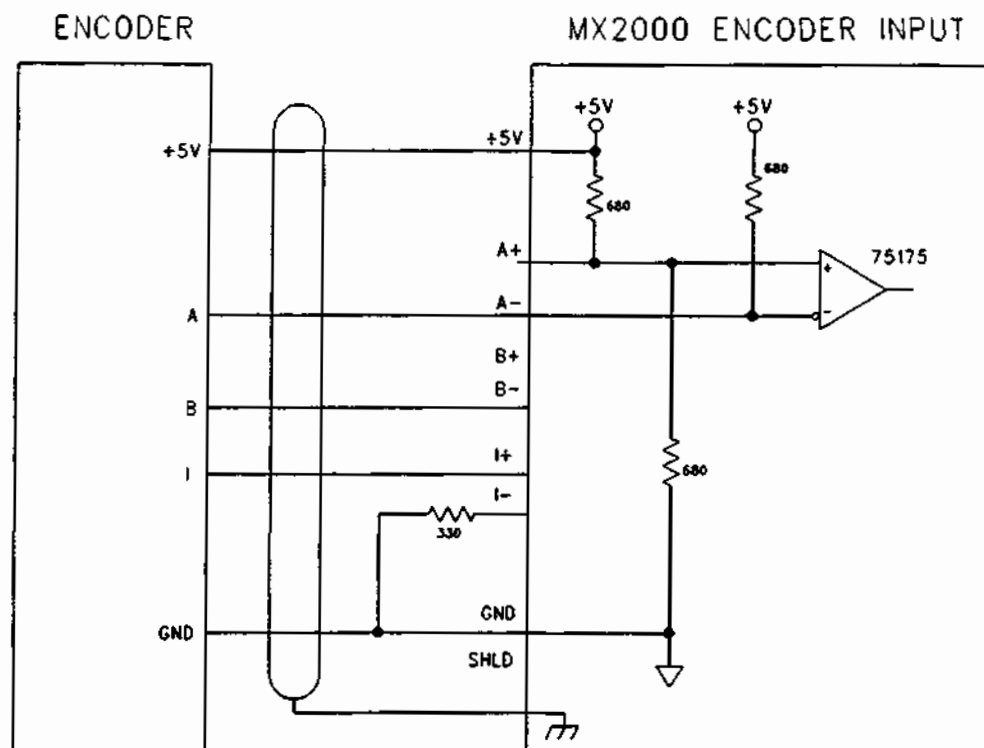 ENCODER
MX2000 ENCODER INPUT
+5V
+5V
+5V
+5V
680
680
A+
75175
+
A
A-
-
B+
B-
B
I+
I
680
I-
330
GND
GND
SHLD